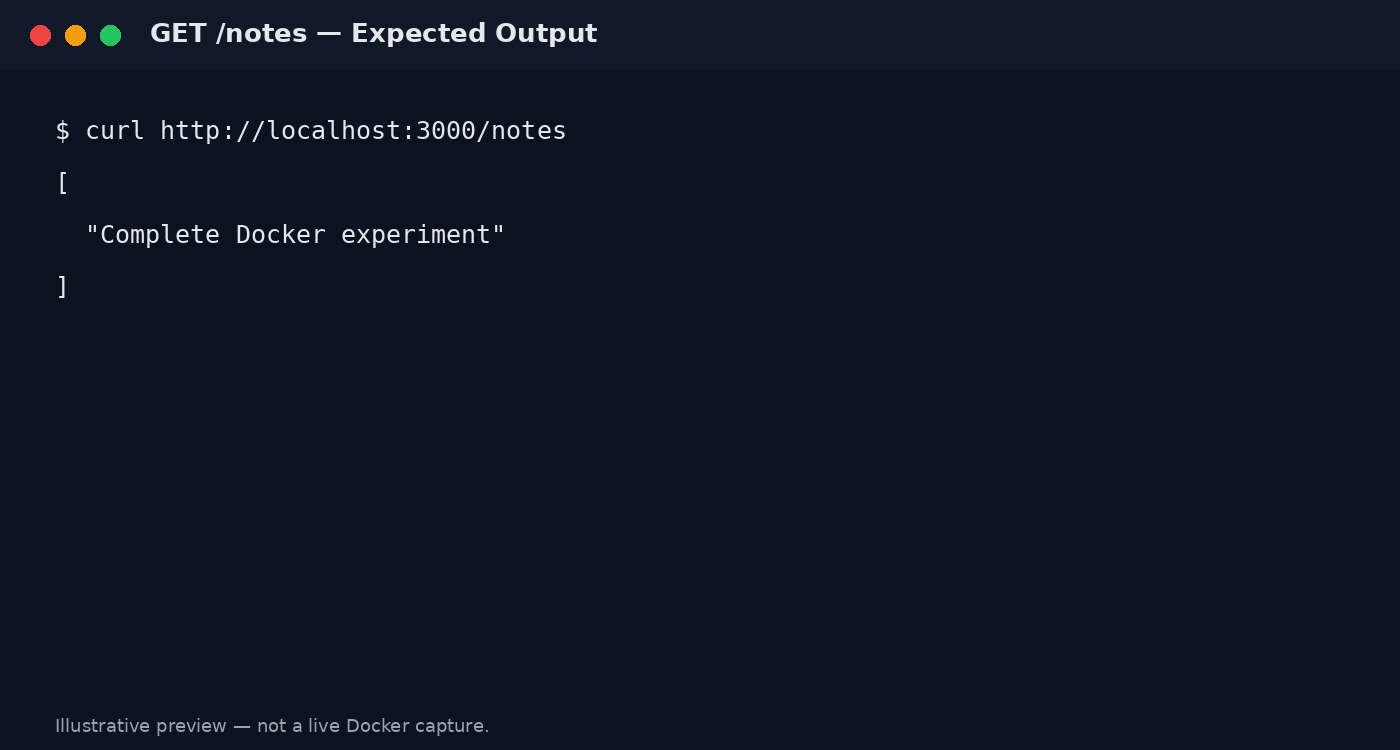 GET /notes — Expected Output
$ curl http://localhost:3000/notes
[
  "Complete Docker experiment"
]
Illustrative preview — not a live Docker capture.